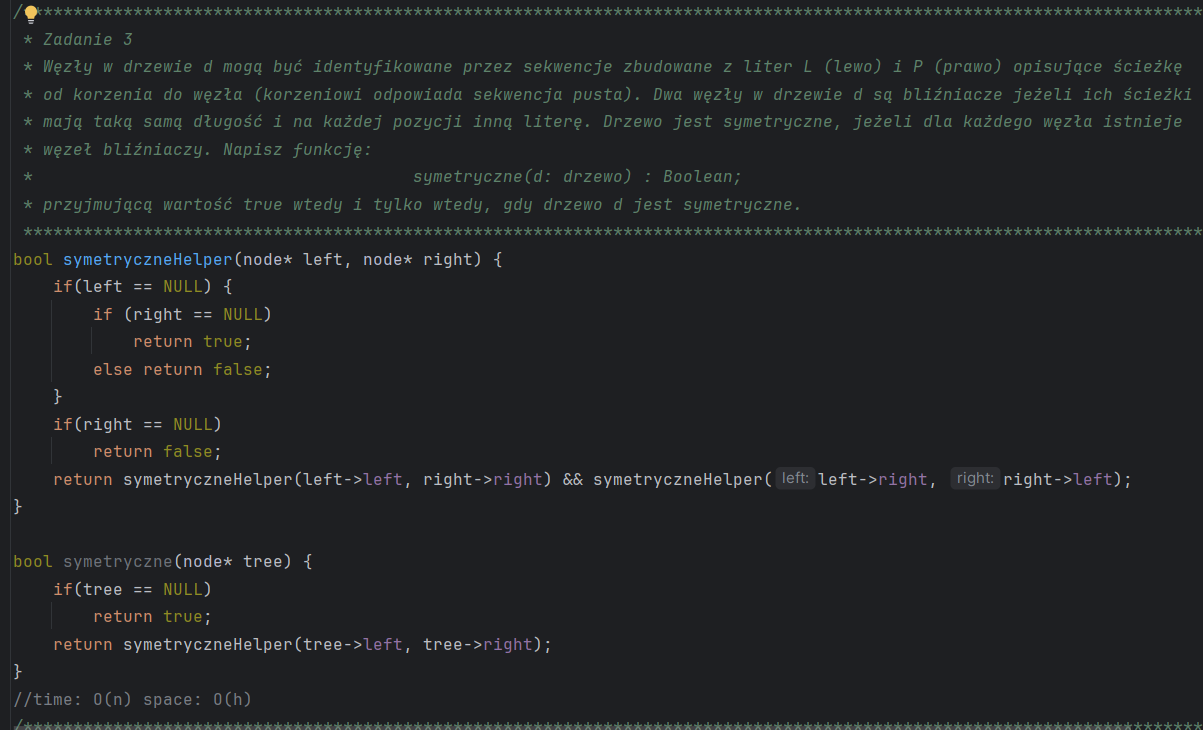 /**********************************************************************************************************************
 * Zadanie 3
 * Węzły w drzewie d mogą być identyfikowane przez sekwencje zbudowane z liter L (lewo) i P (prawo) opisujące ścieżkę
 * od korzenia do węzła (korzeniowi odpowiada sekwencja pusta). Dwa węzły w drzewie d są bliźniacze jeżeli ich ścieżki
 * mają taką samą długość i na każdej pozycji inną literę. Drzewo jest symetryczne, jeżeli dla każdego węzła istnieje
 * węzeł bliźniaczy. Napisz funkcję:
 *                                      symetryczne(d: drzewo) : Boolean;
 * przyjmującą wartość true wtedy i tylko wtedy, gdy drzewo d jest symetryczne.
 **********************************************************************************************************************
bool symetryczneHelper(node* left, node* right) {
    if(left == NULL) {
        if (right == NULL)
            return true;
        else return false;
    }
    if(right == NULL)
        return false;
    return symetryczneHelper(left->left, right->right) && symetryczneHelper(left: left->right, right: right->left);
}

bool symetryczne(node* tree) {
    if(tree == NULL)
        return true;
    return symetryczneHelper(tree->left, tree->right);
}
//time: O(n) space: O(h)
/**********************************************************************************************************************